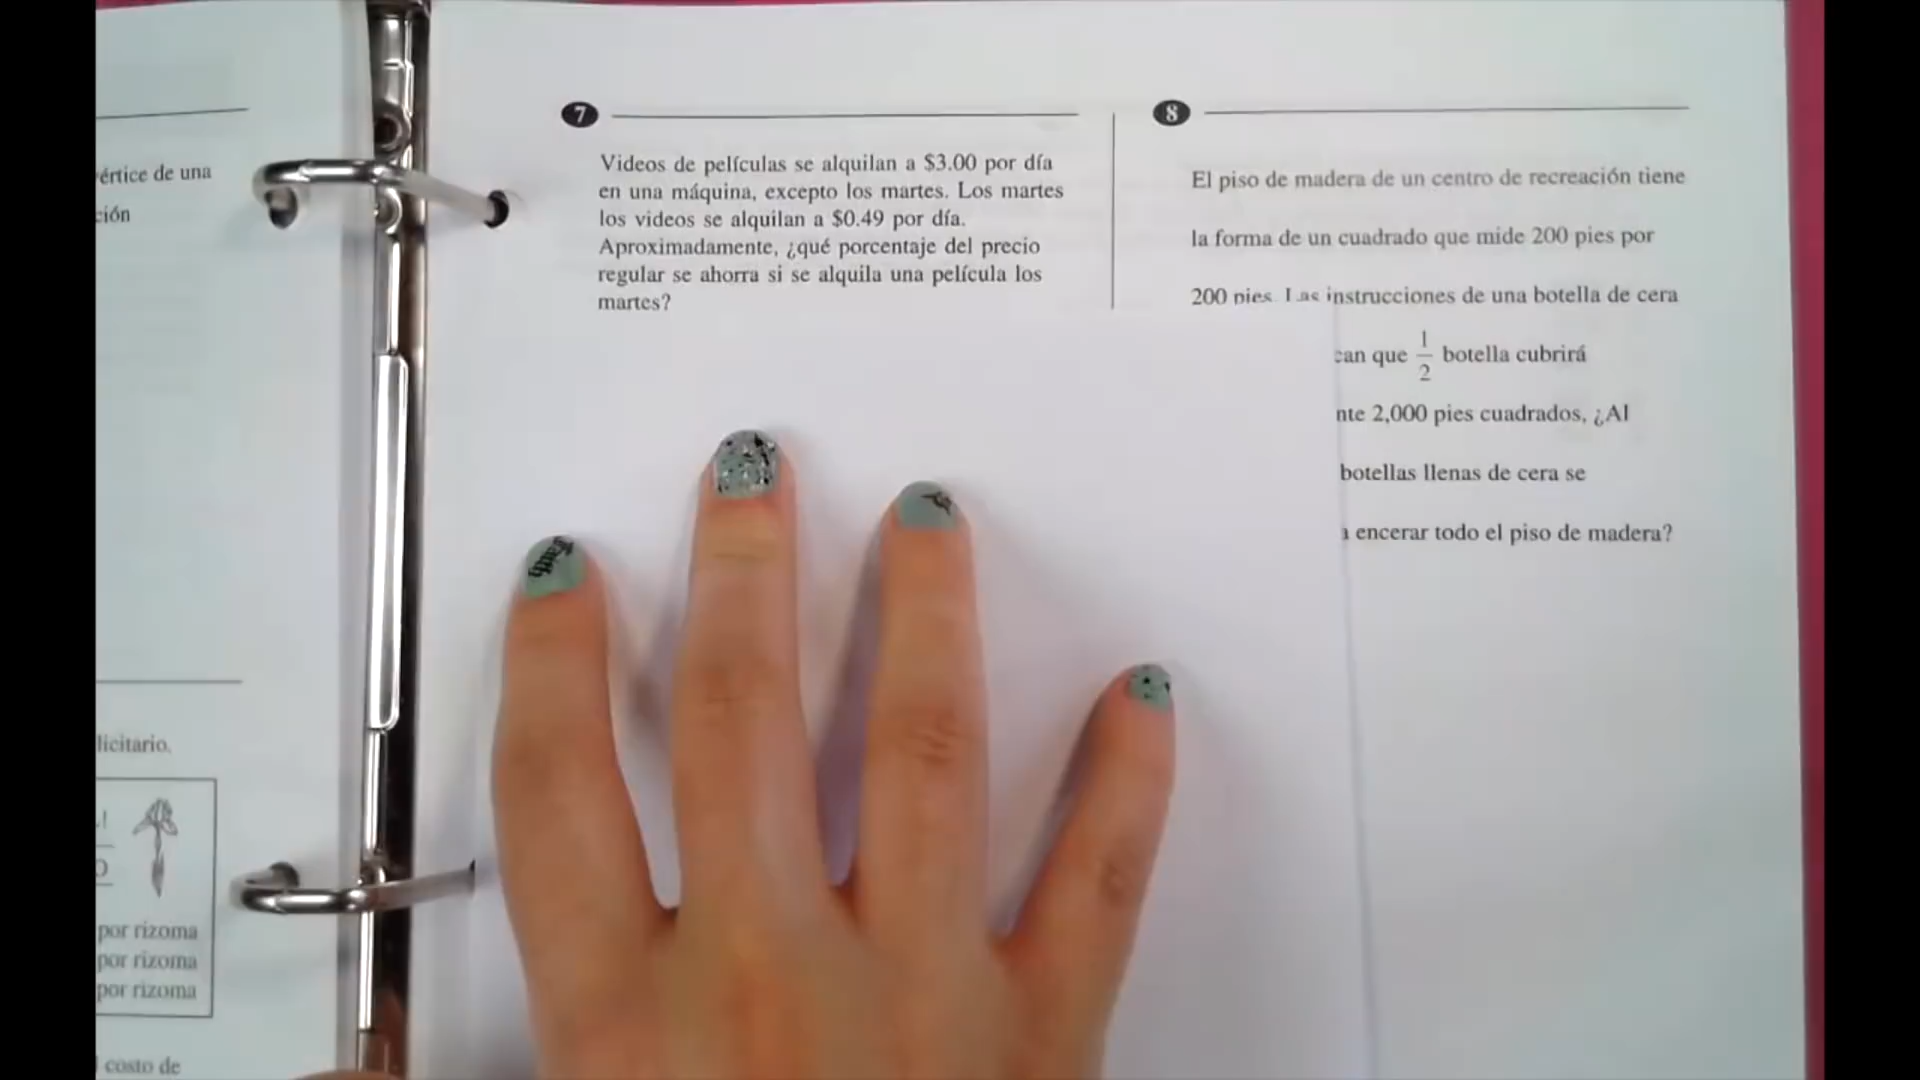 de una
licitario.
por rizoma
por rizoma
por rizoma
costo de
7
Videos de películas se alquilan a $3.00 por día
en una máquina, excepto los martes. Los martes
los videos se alquilan a $0.49 por día.
Aproximadamente, ¿qué porcentaje del precio
regular se ahorra si se alquila una película los
martes?
8
El piso de madera de un centro de recreación tiene
la forma de un cuadrado que mide 200 pies por
200 pies. Las instrucciones de una botella de cera
que 1/2 botella cubrirá
2,000 pies cuadrados, ¿Al
botellas llenas de cera se
encerar todo el piso de madera?
Faith